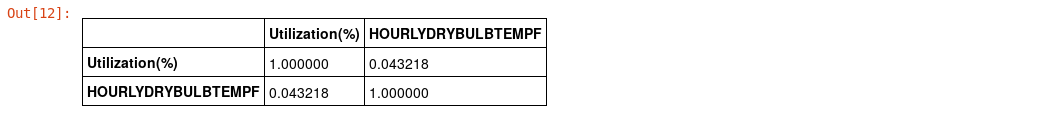 Out[12]:
Utilization(%) HOURLYDRYBULBTEMPF
Utilization(%) 1.000000 0.043218
HOURLYDRYBULBTEMPF 0.043218 1.000000